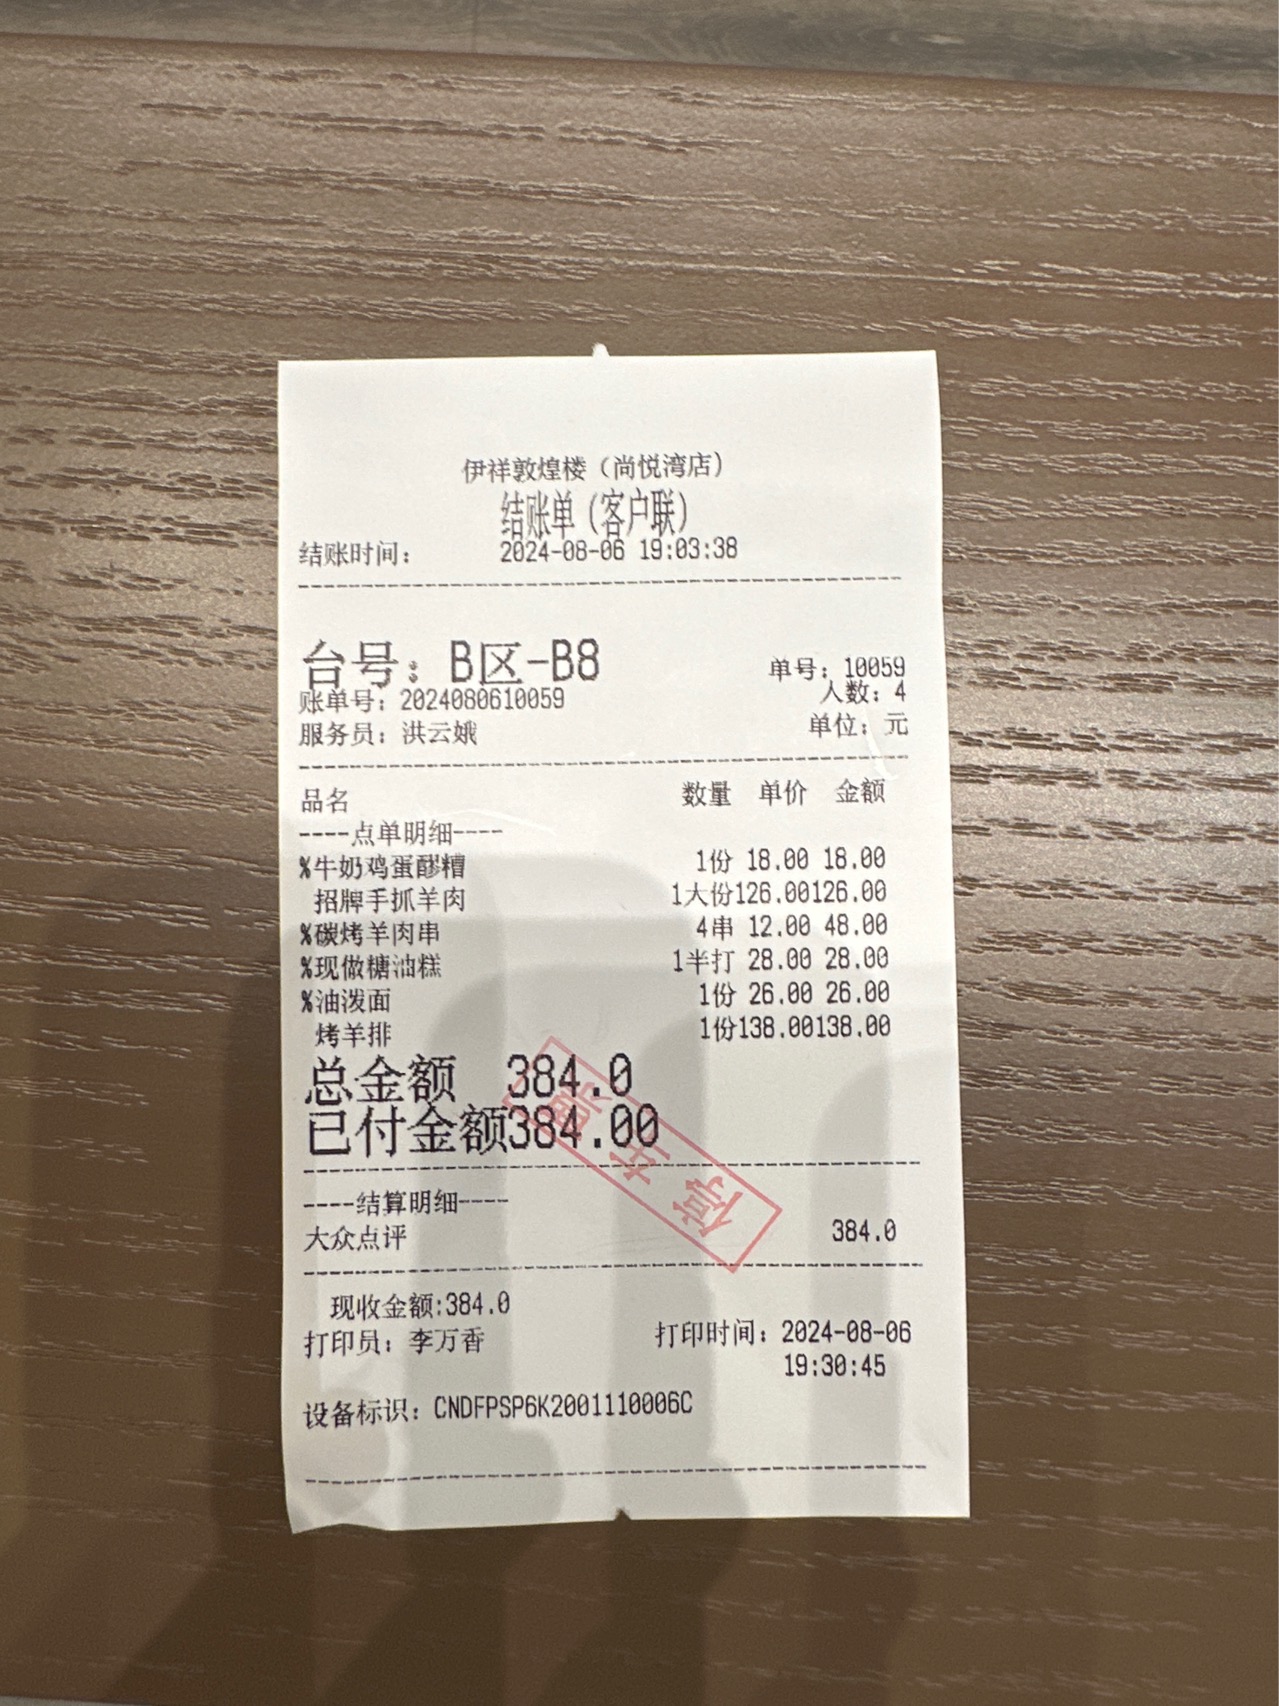 伊祥敦煌楼（尚悦湾店）
结账单（客户联）
结账时间： 2024-08-06 19:03:38
台号：B区-B8 单号：10059
账单号：2024080610059 人数：4
服务员：洪云娥 单位：元
品名 数量 单价 金额
----点单明细----
%牛奶鸡蛋醪糟 1份 18.00 18.00
招牌手抓羊肉 1大份126.00126.00
%碳烤羊肉串 4串 12.00 48.00
%现做糖油糕 1半打 28.00 28.00
%油泼面 1份 26.00 26.00
烤羊排 1份138.00138.00
总金额 384.0
已付金额384.00
停车票
----结算明细----
大众点评 384.0
现收金额:384.0
打印员：李万香 打印时间：2024-08-06
19:30:45
设备标识：CNDFPSP6K2001110006C